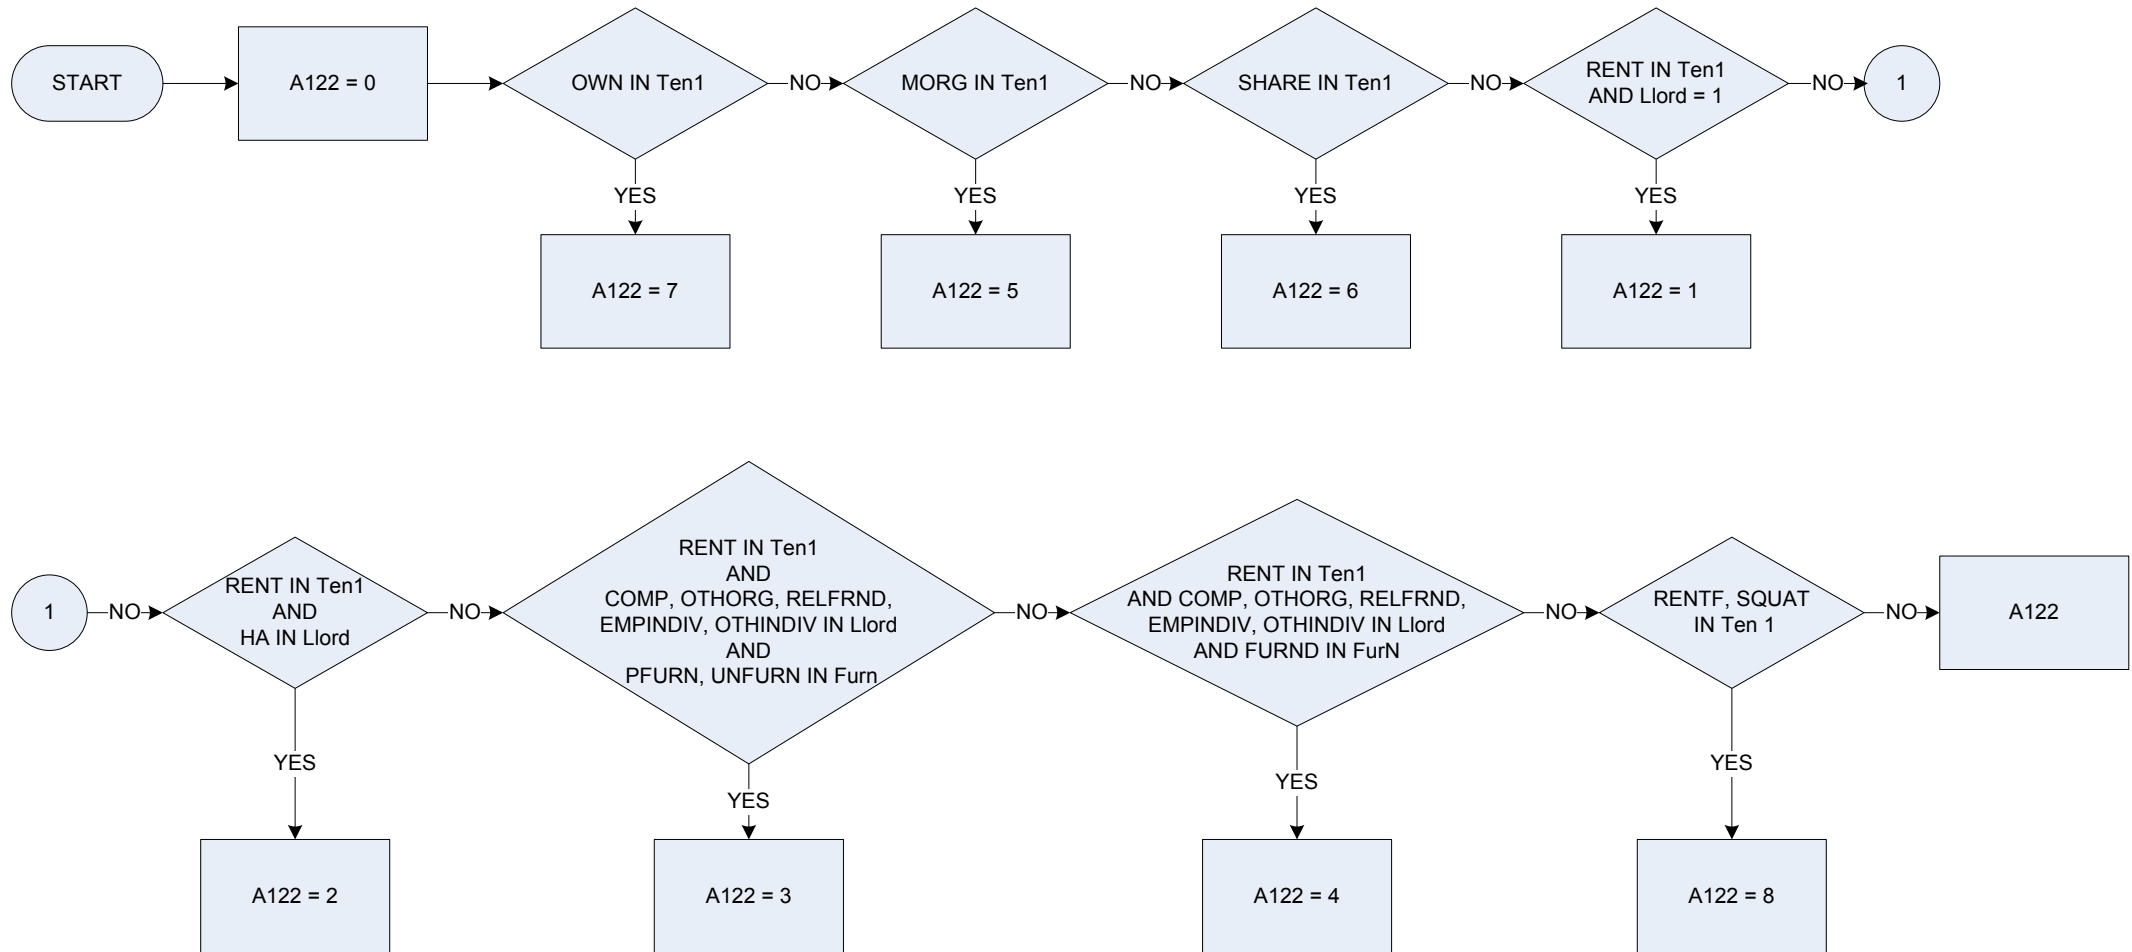 START
A122 = 0
OWN IN Ten1
NO
MORG IN Ten1
NO
SHARE IN Ten1
NO
RENT IN Ten1
AND Llord = 1
NO
1
YES
YES
YES
YES
A122 = 7
A122 = 5
A122 = 6
A122 = 1
1
NO
RENT IN Ten1
AND
HA IN Llord
NO
RENT IN Ten1
AND
COMP, OTHORG, RELFRND,
EMPINDIV, OTHINDIV IN Llord
AND
PFURN, UNFURN IN Furn
NO
RENT IN Ten1
AND COMP, OTHORG, RELFRND,
EMPINDIV, OTHINDIV IN Llord
AND FURND IN FurN
NO
RENTF, SQUAT
IN Ten 1
NO
A122
YES
YES
YES
YES
A122 = 2
A122 = 3
A122 = 4
A122 = 8